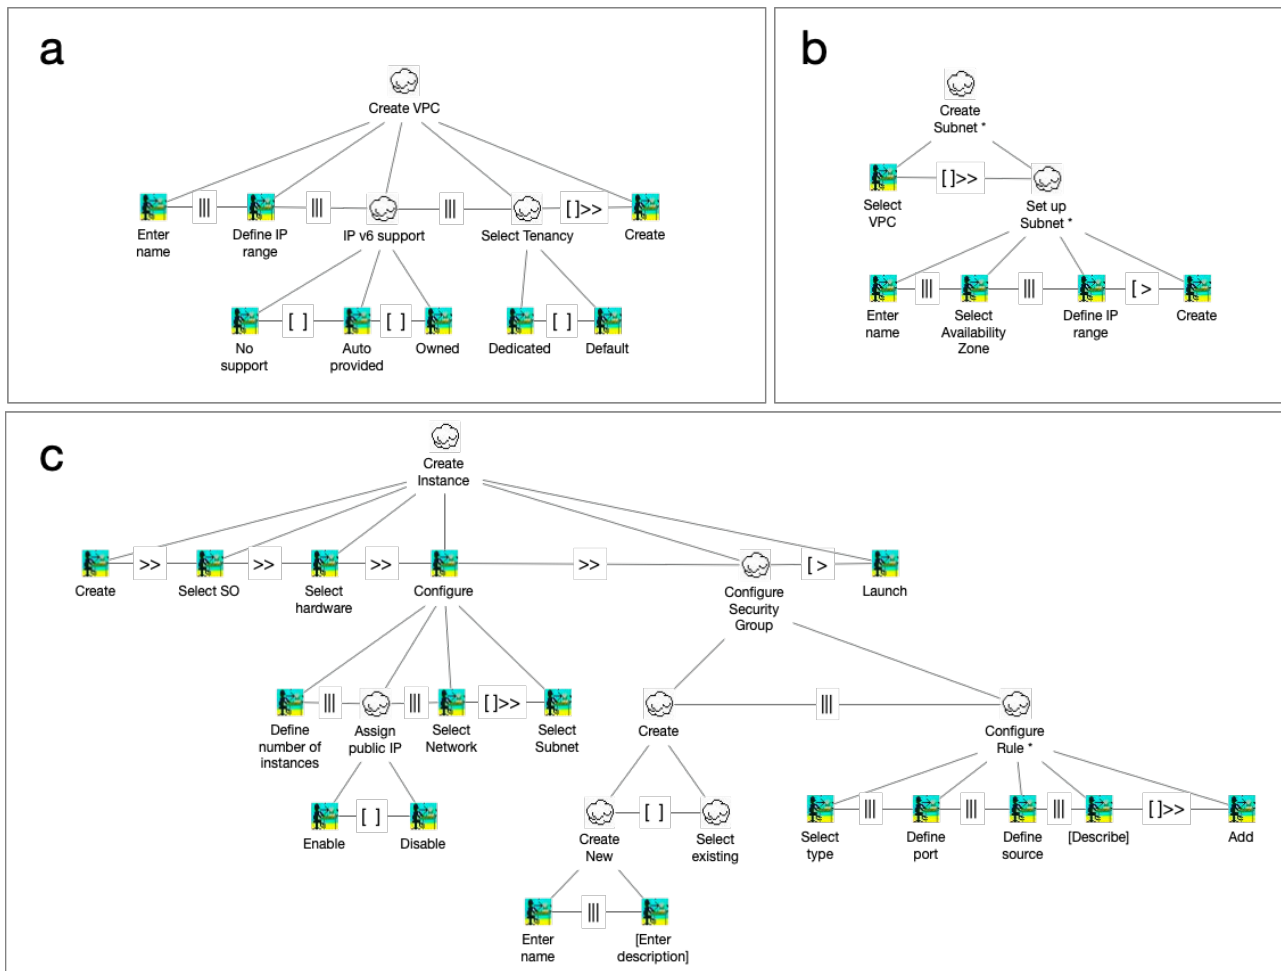 a
Create VPC
|||
|||
|||
[ ]>>
Enter
name
Define IP
range
IP v6 support
Select Tenancy
Create
[ ]
[ ]
[ ]
No
support
Auto
provided
Owned
Dedicated
Default
b
Create
Subnet *
[ ]>>
Select
VPC
Set up
Subnet *
|||
|||
[ >
Enter
name
Select
Availability
Zone
Define IP
range
Create
c
Create
Instance
>>
>>
>>
>>
[ >
Create
Select SO
Select
hardware
Configure
Configure
Security
Group
Launch
|||
|||
[ ]>>
|||
Define
number of
instances
Assign
public IP
Select
Network
Select
Subnet
Create
Configure
Rule *
[ ]
[ ]
|||
|||
|||
[ ]>>
Enable
Disable
Create
New
Select
existing
Select
type
Define
port
Define
source
[Describe]
Add
|||
Enter
name
[Enter
description]